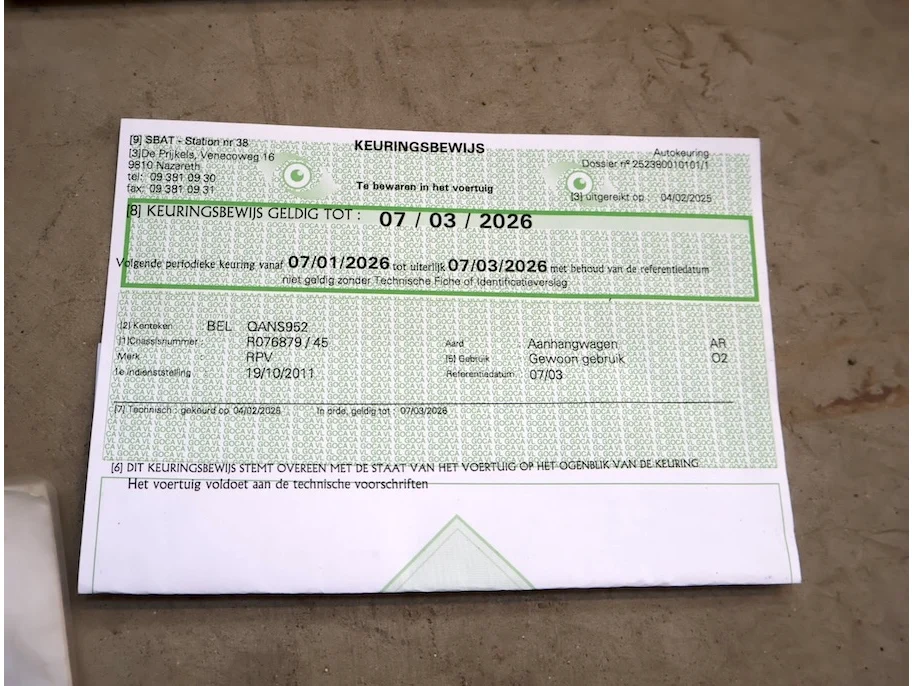 [9] SBAT - Station nr 38
[3]De Prijkels, Venecoweg 16
9810 Nazareth
tel: 09 381 09 30
fax: 09 381 09 31
KEURINGSBEWIJS
Te bewaren in het voertuig
Autokeuring
Dossier nº 252380010101/1
[3] uitgereikt op : 04/02/2025
[8] KEURINGSBEWIJS GELDIG TOT : 07 / 03 / 2026
Volgende periodieke keuring vanaf 07/01/2026 tot uiterlijk 07/03/2026 met behoud van de referentiedatum
niet geldig zonder Technische Fiche of Identificatieverslag
[2] Kenteken : BEL QANS952
[1]Chassisnummer : R076879 / 45
Merk : RPV
1e indienststelling : 19/10/2011
Aard : Aanhangwagen AR
[5] Gebruik : Gewoon gebruik O2
Referentiedatum : 07/03
[7] Technisch : gekeurd op 04/02/2025 In orde, geldig tot : 07/03/2026
[6] DIT KEURINGSBEWIJS STEMT OVEREEN MET DE STAAT VAN HET VOERTUIG OP HET OGENBLIK VAN DE KEURING
Het voertuig voldoet aan de technische voorschriften